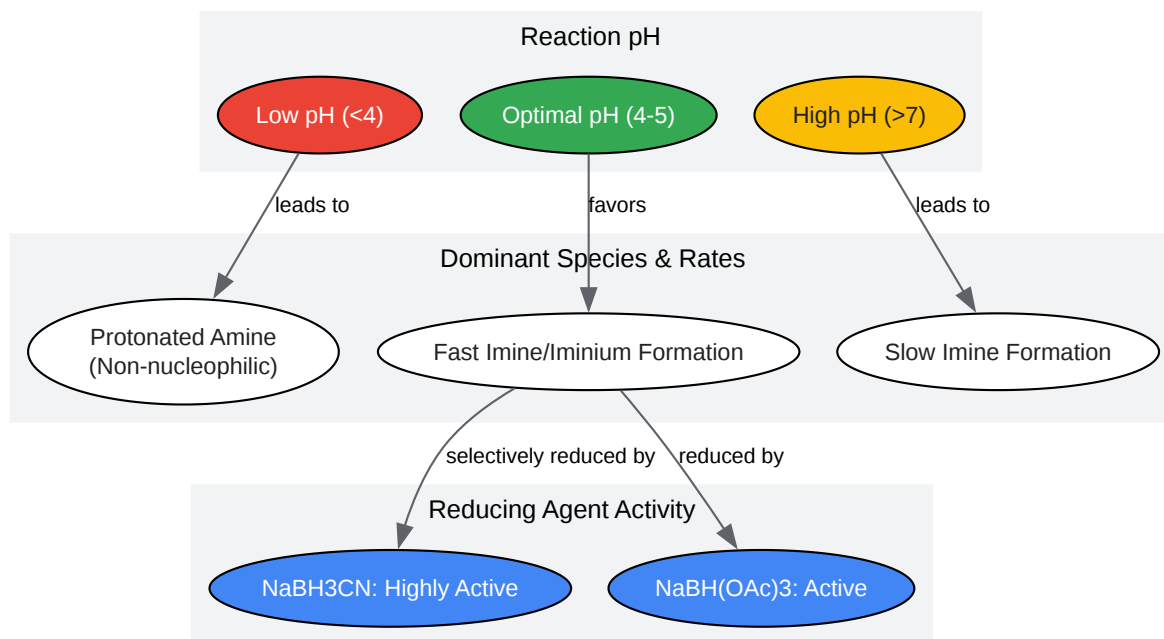 Reaction pH
Low pH (<4)
Optimal pH (4-5)
High pH (>7)
leads to
favors
leads to
Dominant Species & Rates
Protonated Amine
(Non-nucleophilic)
Fast Imine/Iminium Formation
Slow Imine Formation
selectively reduced by
reduced by
Reducing Agent Activity
NaBH3CN: Highly Active
NaBH(OAc)3: Active